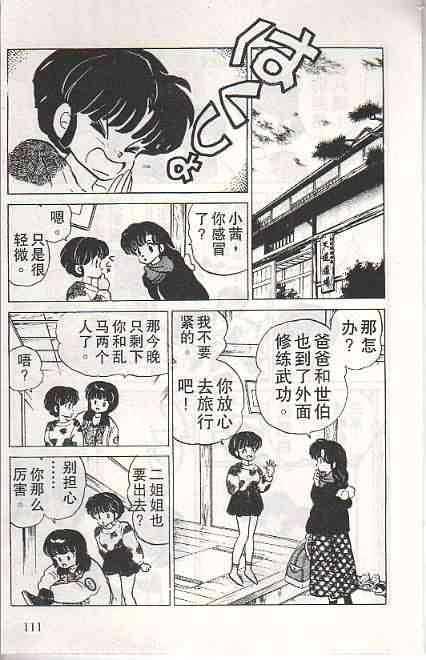 はくしょ
小茜，
你感冒
了？
嗯。
只是很
轻微。
那怎
办？
爸爸和世伯
也到了外面
修练武功。
我不要
紧的。
你放心
去旅行
吧！
那今晚
只剩下
你和乱
马两个
人了。
唔？
二姐姐也
要出去？
别担心
……
你那么
厉害。
111